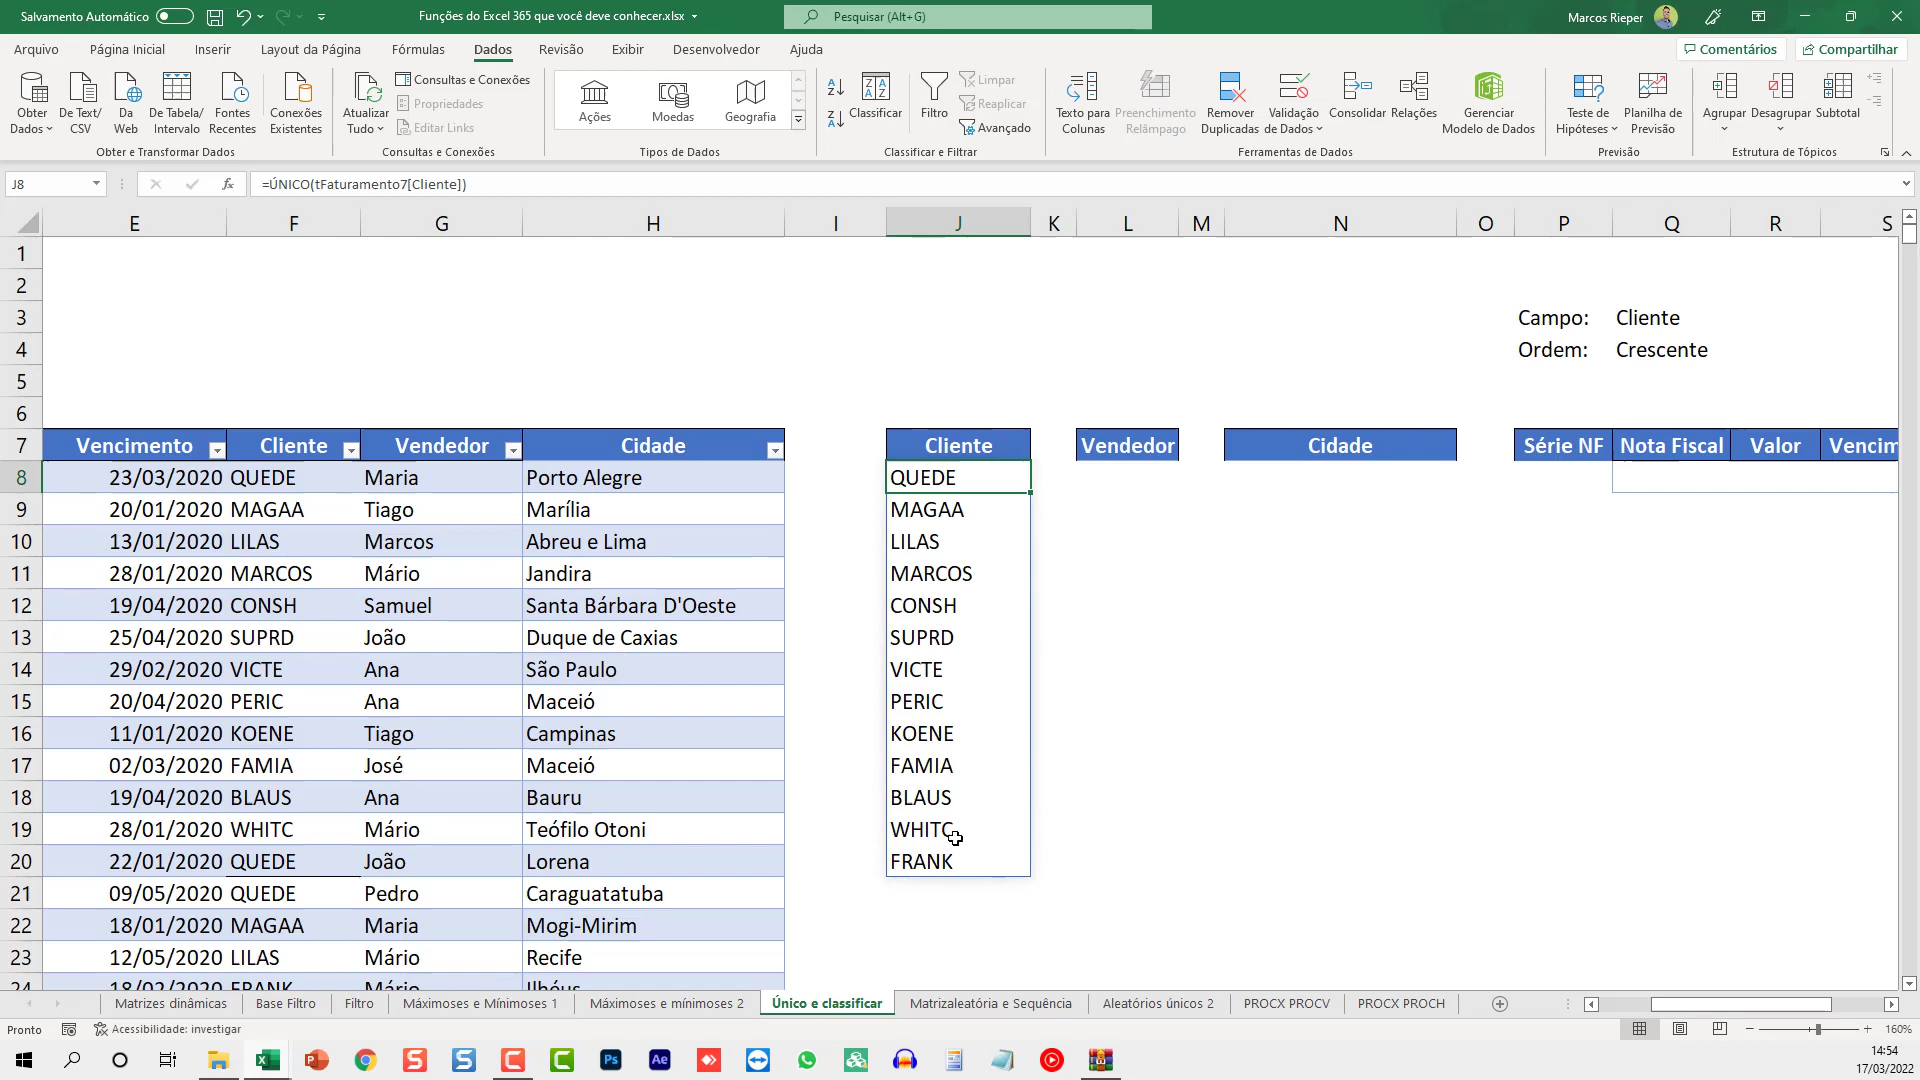 Salvamento Automático
Funções do Excel 365 que você deve conhecer.xlsx
Pesquisar (Alt+G)
Marcos Rieper
Arquivo Página Inicial Inserir Layout da Página Fórmulas Dados Revisão Exibir Desenvolvedor Ajuda
Comentários Compartilhar
Obter Dados
De Text/ CSV
Da Web
De Tabela/ Intervalo
Fontes Recentes
Conexões Existentes
Obter e Transformar Dados
Atualizar Tudo
Consultas e Conexões
Propriedades
Editar Links
Consultas e Conexões
Ações Moedas Geografia
Tipos de Dados
Classificar
Filtro
Limpar
Reaplicar
Avançado
Classificar e Filtrar
Texto para Colunas
Preenchimento Relâmpago
Remover Duplicadas
Validação de Dados
Consolidar
Relações
Gerenciar Modelo de Dados
Ferramentas de Dados
Teste de Hipóteses
Planilha de Previsão
Previsão
Agrupar Desagrupar Subtotal
Estrutura de Tópicos
J8 fx =ÚNICO(tFaturamento7[Cliente])
E F G H I J K L M N O P Q R S
1
2
3 Campo: Cliente
4 Ordem: Crescente
5
6
7 Vencimento Cliente Vendedor Cidade Cliente Vendedor Cidade Série NF Nota Fiscal Valor Vencim
8 23/03/2020 QUEDE Maria Porto Alegre QUEDE
9 20/01/2020 MAGAA Tiago Marília MAGAA
10 13/01/2020 LILAS Marcos Abreu e Lima LILAS
11 28/01/2020 MARCOS Mário Jandira MARCOS
12 19/04/2020 CONSH Samuel Santa Bárbara D'Oeste CONSH
13 25/04/2020 SUPRD João Duque de Caxias SUPRD
14 29/02/2020 VICTE Ana São Paulo VICTE
15 20/04/2020 PERIC Ana Maceió PERIC
16 11/01/2020 KOENE Tiago Campinas KOENE
17 02/03/2020 FAMIA José Maceió FAMIA
18 19/04/2020 BLAUS Ana Bauru BLAUS
19 28/01/2020 WHITC Mário Teófilo Otoni WHITC
20 22/01/2020 QUEDE João Lorena FRANK
21 09/05/2020 QUEDE Pedro Caraguatatuba
22 18/01/2020 MAGAA Maria Mogi-Mirim
23 12/05/2020 LILAS Mário Recife
24 18/02/2020 FRANK Mário Ilhéus
Matrizes dinâmicas Base Filtro Filtro Máximoses e Mínimoses 1 Máximoses e mínimoses 2 Único e classificar Matrizaleatória e Sequência Aleatórios únicos 2 PROCX PROCV PROCX PROCH
Pronto Acessibilidade: investigar 160%
14:54
17/03/2022